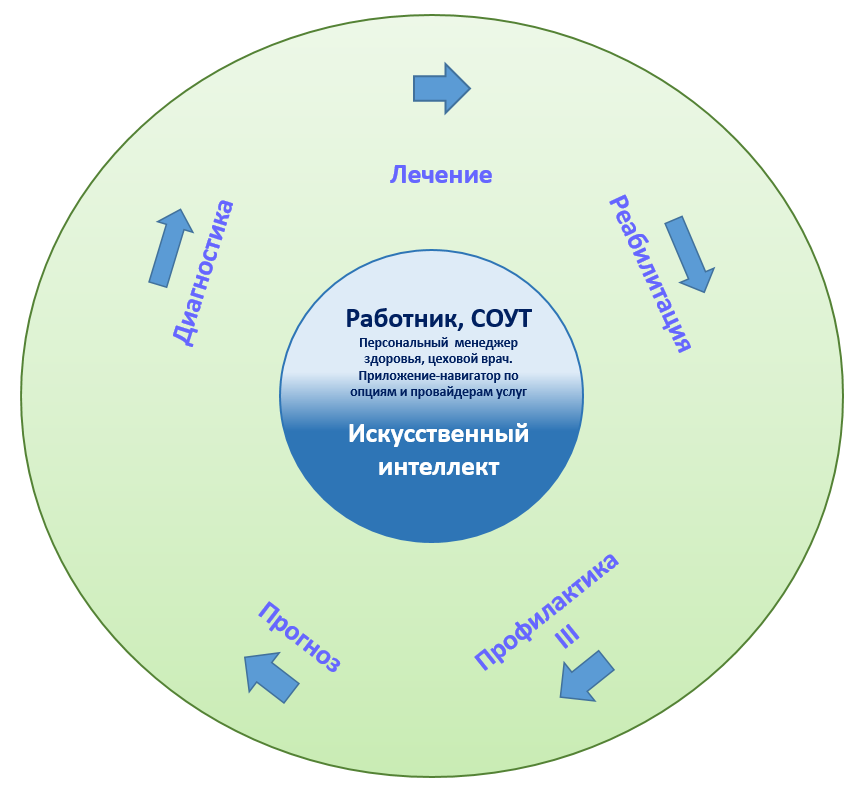 Лечение
Диагностика
Реабилитация
Работник, СОУТ
Персональный менеджер
здоровья, цеховой врач.
Приложение-навигатор по
опциям и провайдерам услуг
Искусственный
интеллект
Прогноз
Профилактика
III